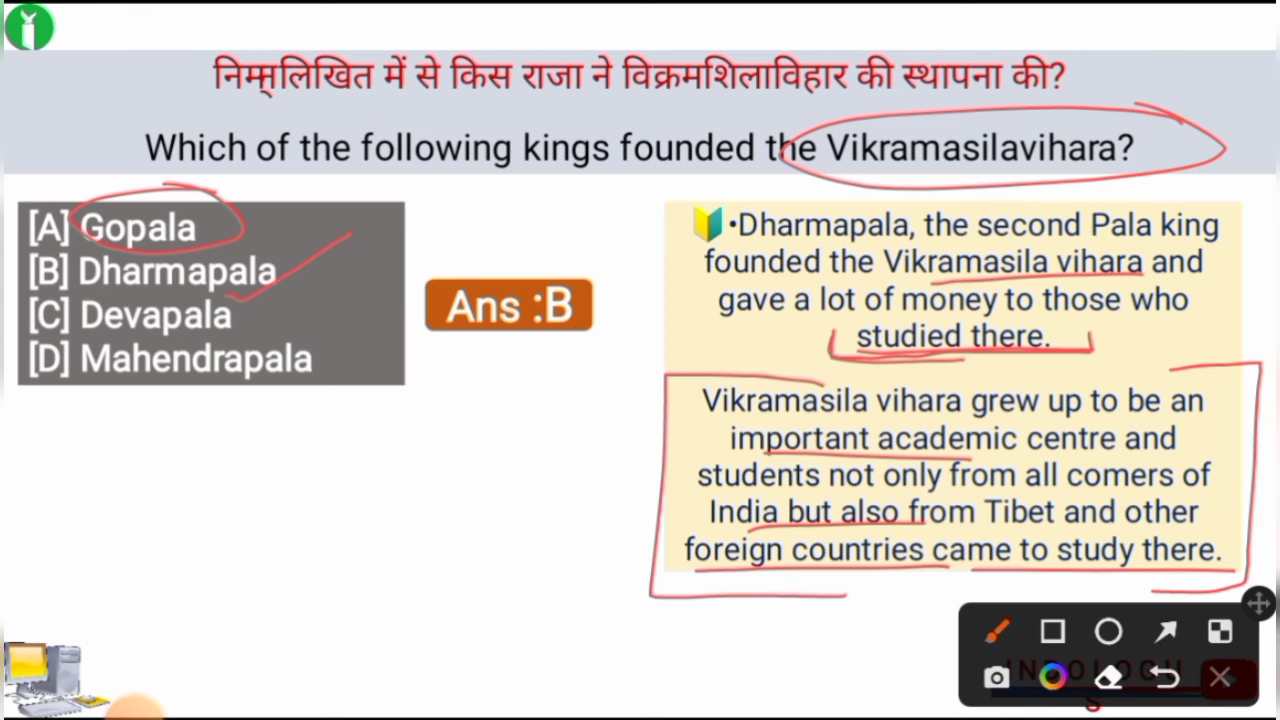 निम्न्लिखित में से किस राजा ने विक्रमशिलाविहार की स्थापना की?
Which of the following kings founded the Vikramasilavihara?
[A] Gopala
[B] Dharmapala
[C] Devapala
[D] Mahendrapala
Ans :B
•Dharmapala, the second Pala king
founded the Vikramasila vihara and
gave a lot of money to those who
studied there.
Vikramasila vihara grew up to be an
important academic centre and
students not only from all comers of
India but also from Tibet and other
foreign countries came to study there.
INDOLOGU
S